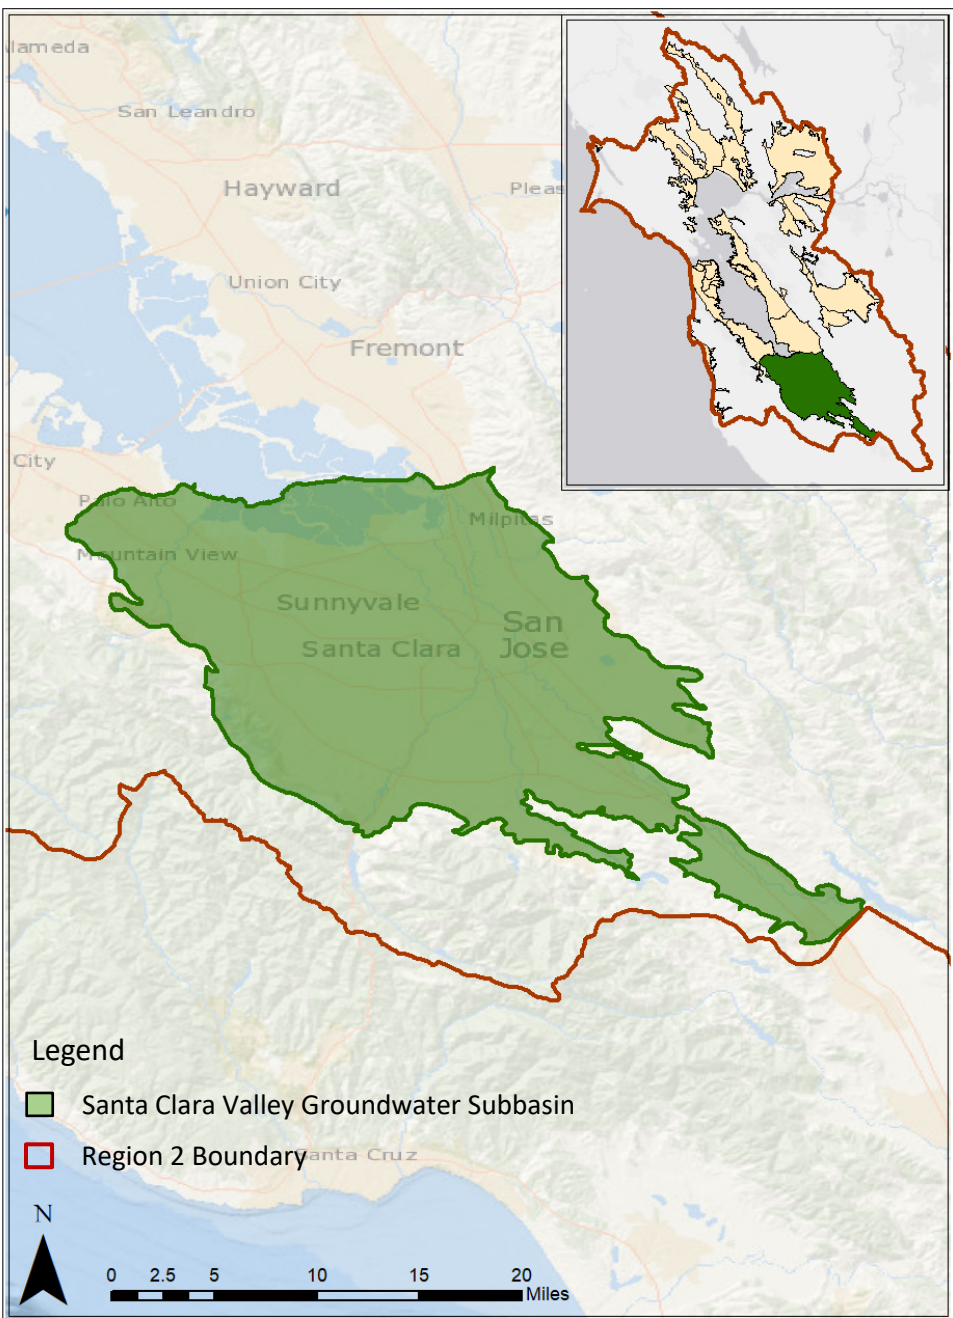 lameda
San Leandro
Hayward
Pleas
Union City
Fremont
City
Palo Alto
Milpitas
Mountain View
Sunnyvale
San
Jose
Santa Clara
Legend
Santa Clara Valley Groundwater Subbasin
Region 2 Boundary
anta Cruz
N
0 2.5 5 10 15 20
Miles